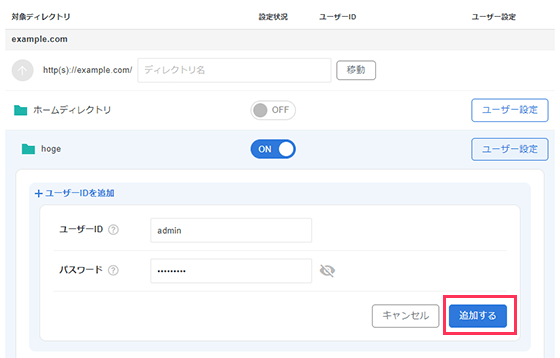 対象ディレクトリ 設定状況 ユーザーID ユーザー設定
example.com
http(s)://example.com/ ディレクトリ名 移動
ホームディレクトリ OFF ユーザー設定
hoge ON ユーザー設定
+ユーザーIDを追加
ユーザーID ? admin
パスワード ? •••••••••
キャンセル 追加する